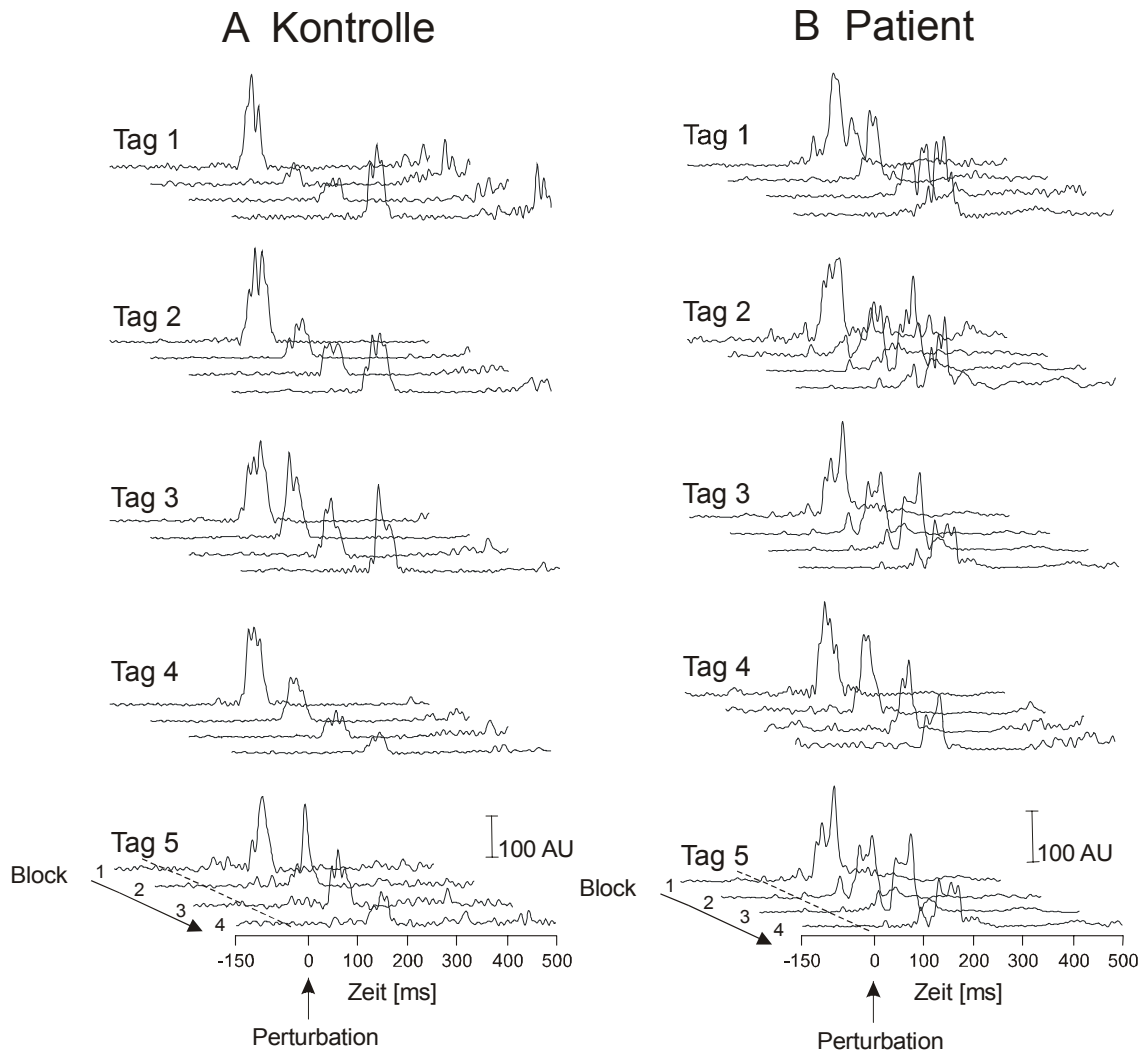 A Kontrolle
Tag 1
Tag 2
Tag 3
Tag 4
Tag 5
100 AU
Block
1
2
3
4
-150 0 100 200 300 400 500
Zeit [ms]
Perturbation
B Patient
Tag 1
Tag 2
Tag 3
Tag 4
Tag 5
100 AU
Block
1
2
3
4
-150 0 100 200 300 400 500
Zeit [ms]
Perturbation